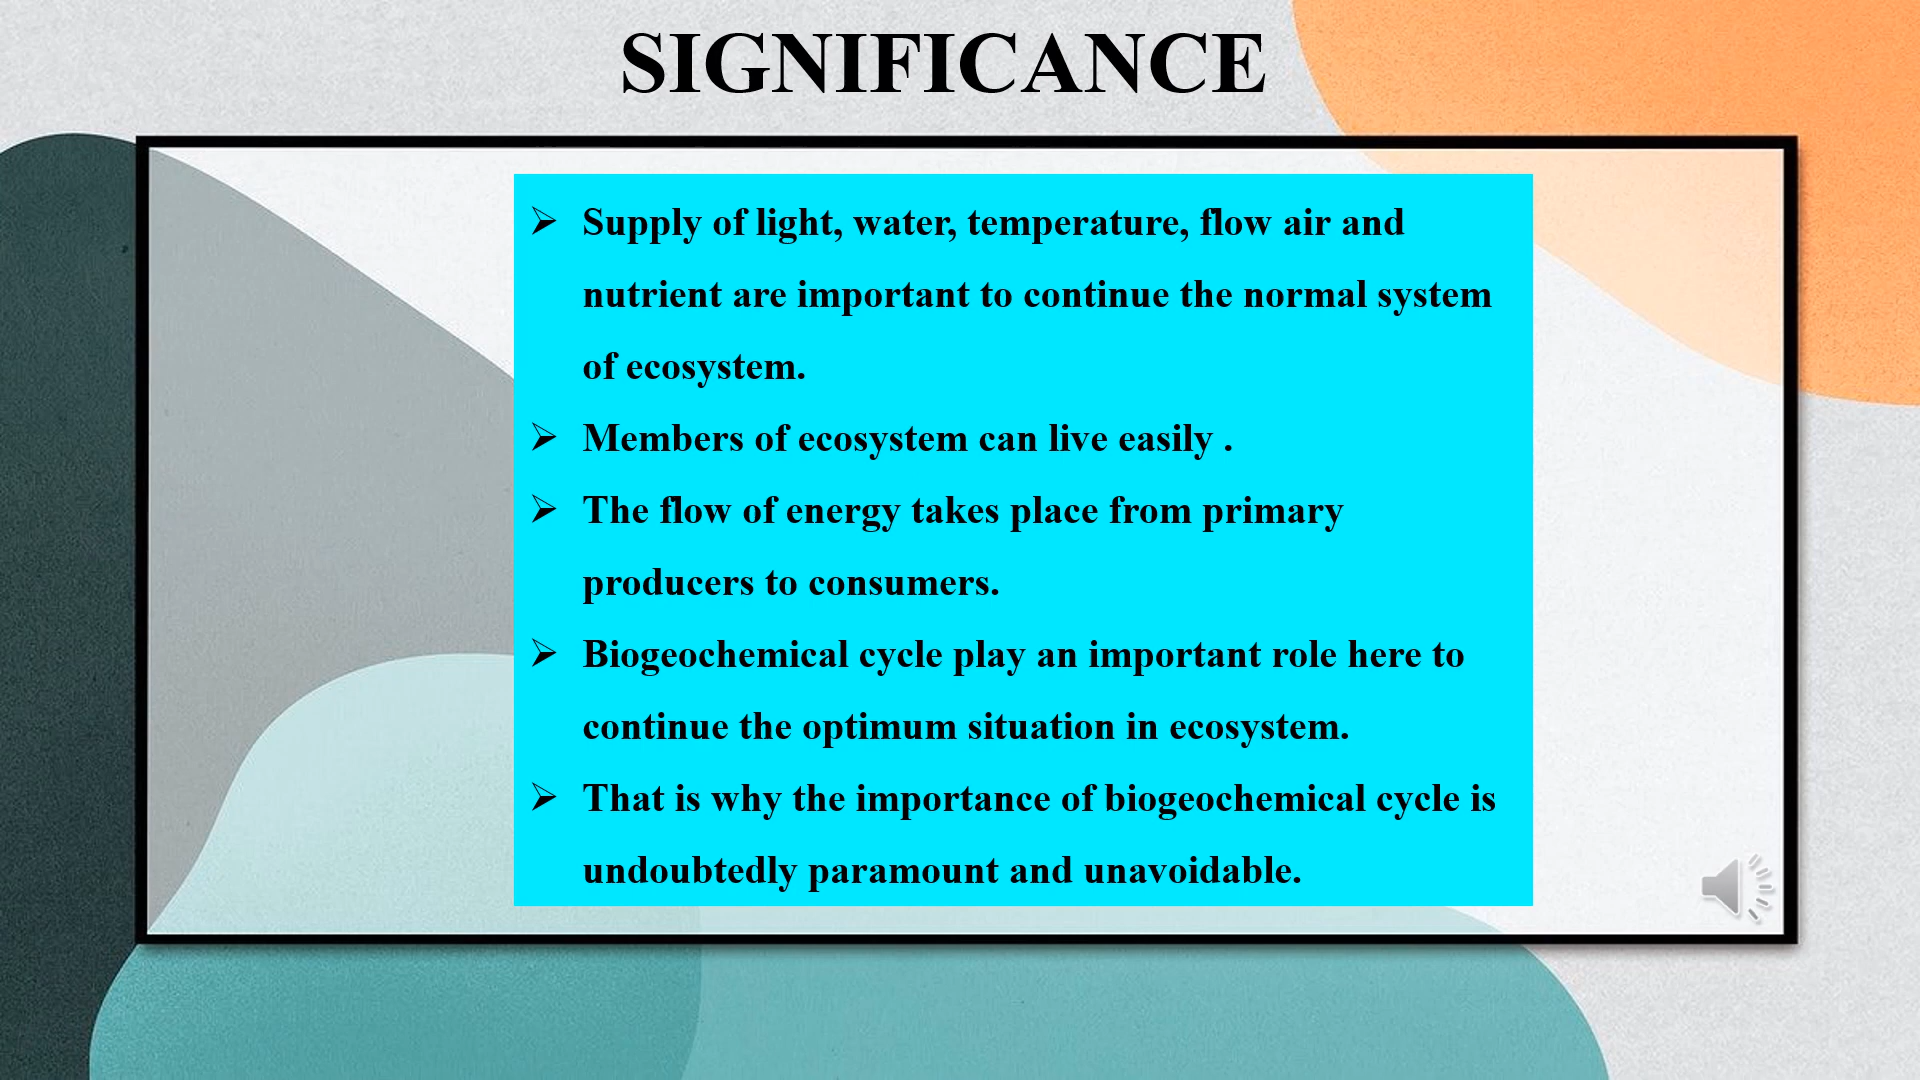 SIGNIFICANCE
➢ Supply of light, water, temperature, flow air and
nutrient are important to continue the normal system
of ecosystem.
➢ Members of ecosystem can live easily .
➢ The flow of energy takes place from primary
producers to consumers.
➢ Biogeochemical cycle play an important role here to
continue the optimum situation in ecosystem.
➢ That is why the importance of biogeochemical cycle is
undoubtedly paramount and unavoidable.